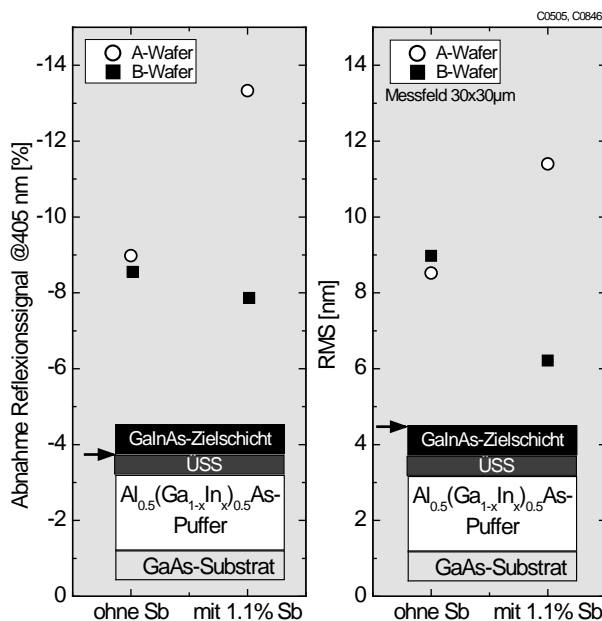 C0505, C0846
Abnahme Reflexionssignal @405 nm [%]
-14
-12
-10
-8
-6
-4
-2
0
A-Wafer
B-Wafer
GaInAs-Zielschicht
ÜSS
Al0.5(Ga1-xInx)0.5As-
Puffer
GaAs-Substrat
ohne Sb
mit 1.1% Sb
RMS [nm]
14
12
10
8
6
4
2
0
A-Wafer
B-Wafer
Messfeld 30x30µm
GaInAs-Zielschicht
ÜSS
Al0.5(Ga1-xInx)0.5As-
Puffer
GaAs-Substrat
ohne Sb
mit 1.1% Sb